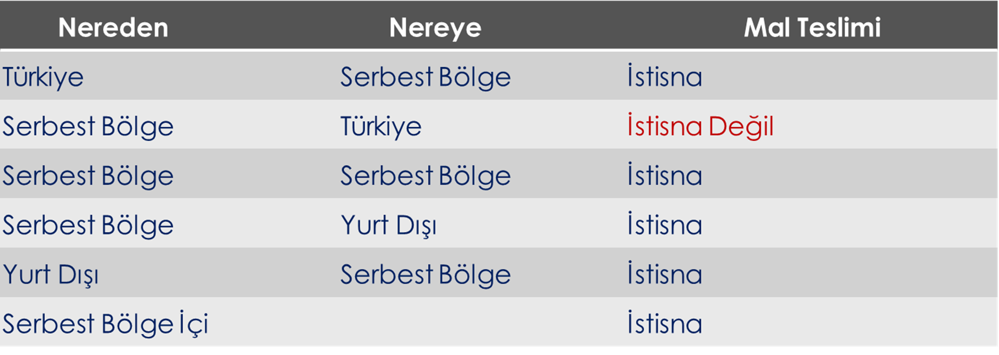 Nereden Nereye Mal Teslimi
Türkiye Serbest Bölge İstisna
Serbest Bölge Türkiye İstisna Değil
Serbest Bölge Serbest Bölge İstisna
Serbest Bölge Yurt Dışı İstisna
Yurt Dışı Serbest Bölge İstisna
Serbest Bölge İçi İstisna